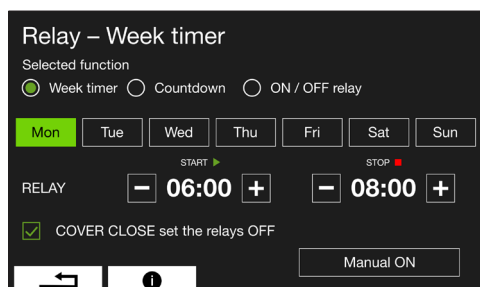 Relay – Week timer
Selected function
Week timer Countdown ON / OFF relay
Mon Tue Wed Thu Fri Sat Sun
START STOP
RELAY − 06:00 + − 08:00 +
COVER CLOSE set the relays OFF
Manual ON
i